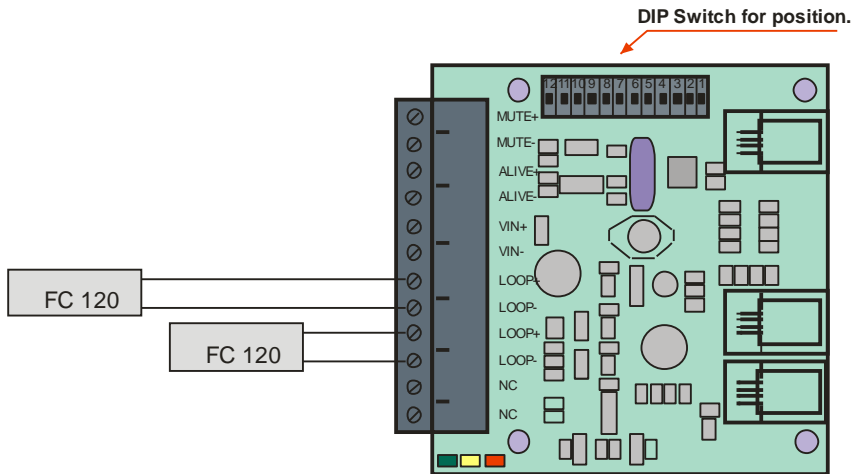 DIP Switch for position.
12 11 10 9 8 7 6 5 4 3 2 1
MUTE+
MUTE-
ALIVE+
ALIVE-
VIN+
VIN-
LOOP+
FC 120
LOOP-
LOOP+
FC 120
LOOP-
NC
NC